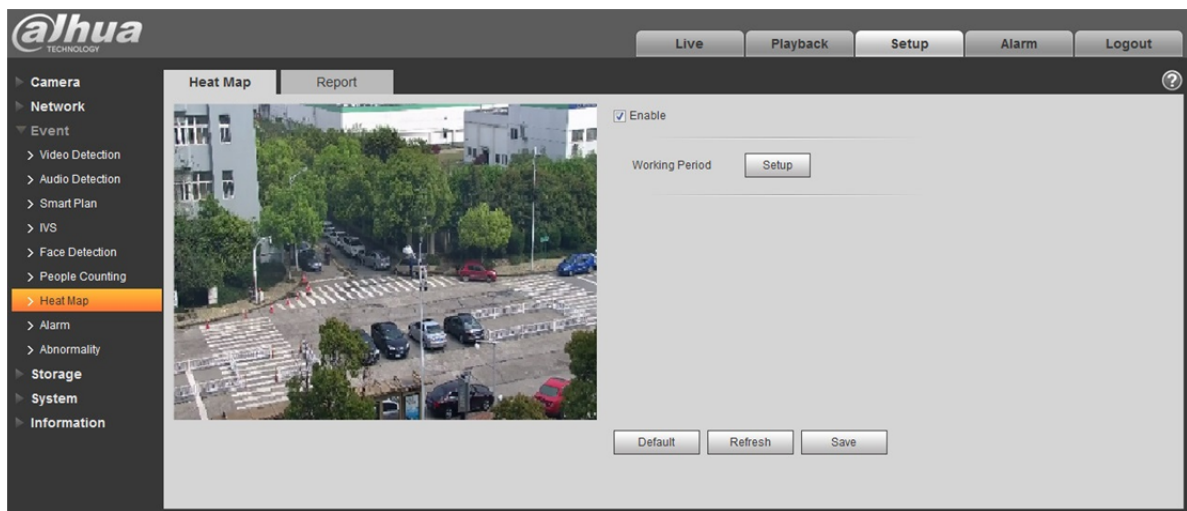 alhua
TECHNOLOGY
Live
Playback
Setup
Alarm
Logout
Camera
Network
Event
> Video Detection
> Audio Detection
> Smart Plan
> IVS
> Face Detection
> People Counting
> Heat Map
> Alarm
> Abnormality
Storage
System
Information
Heat Map
Report
?
Enable
Working Period
Setup
Default
Refresh
Save